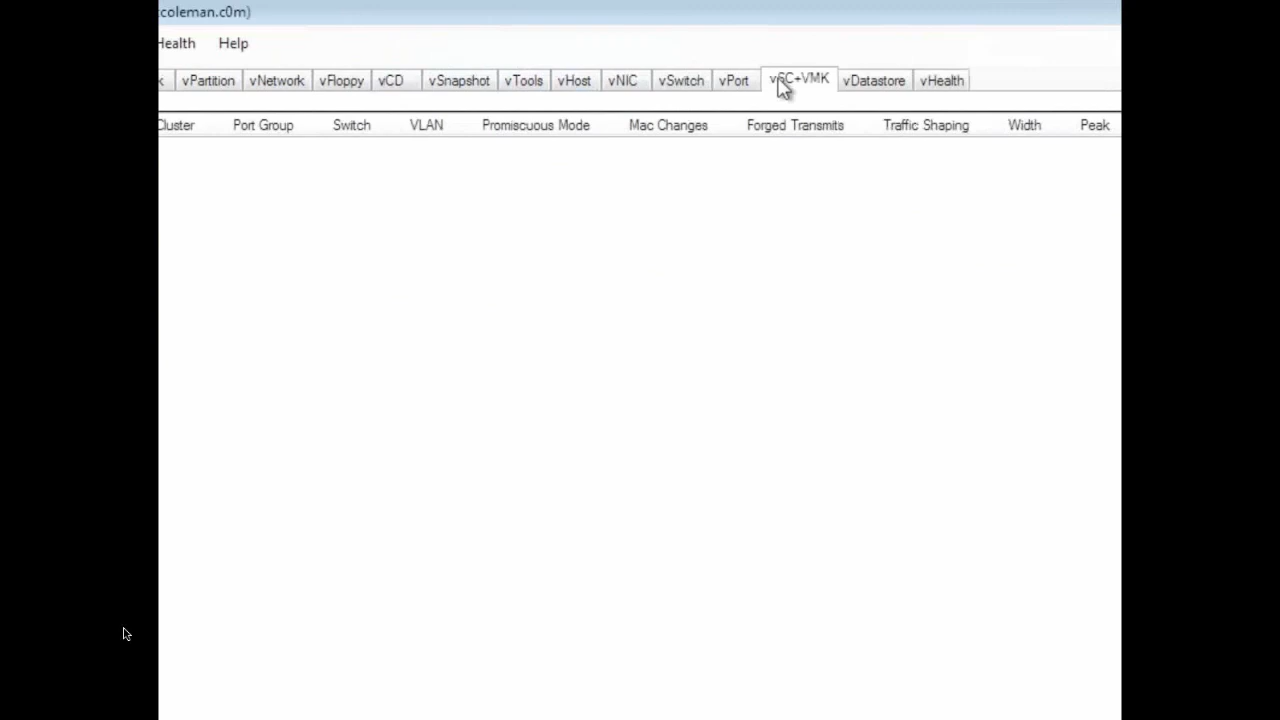 :coleman.c0m)
Health Help
k vPartition vNetwork vFloppy vCD vSnapshot vTools vHost vNIC vSwitch vPort vSC+VMK vDatastore vHealth
Cluster Port Group Switch VLAN Promiscuous Mode Mac Changes Forged Transmits Traffic Shaping Width Peak